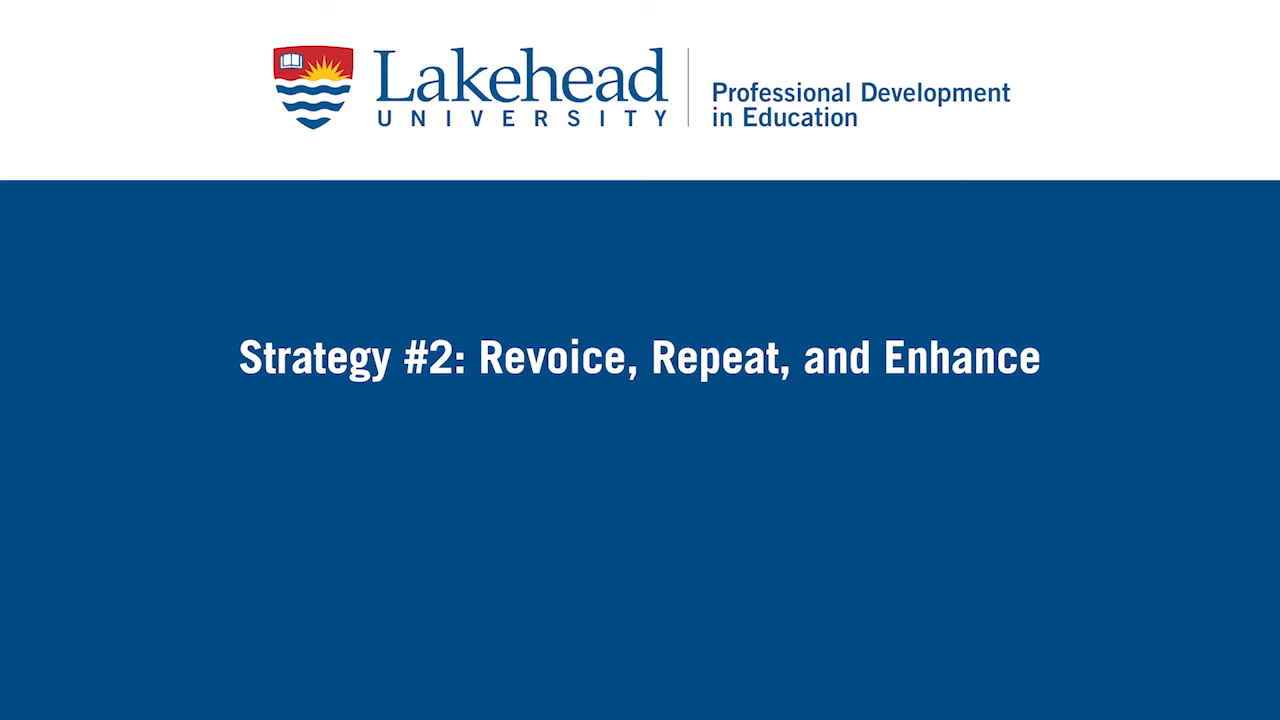 Lakehead
UNIVERSITY
Professional Development
in Education
Strategy #2: Revoice, Repeat, and Enhance